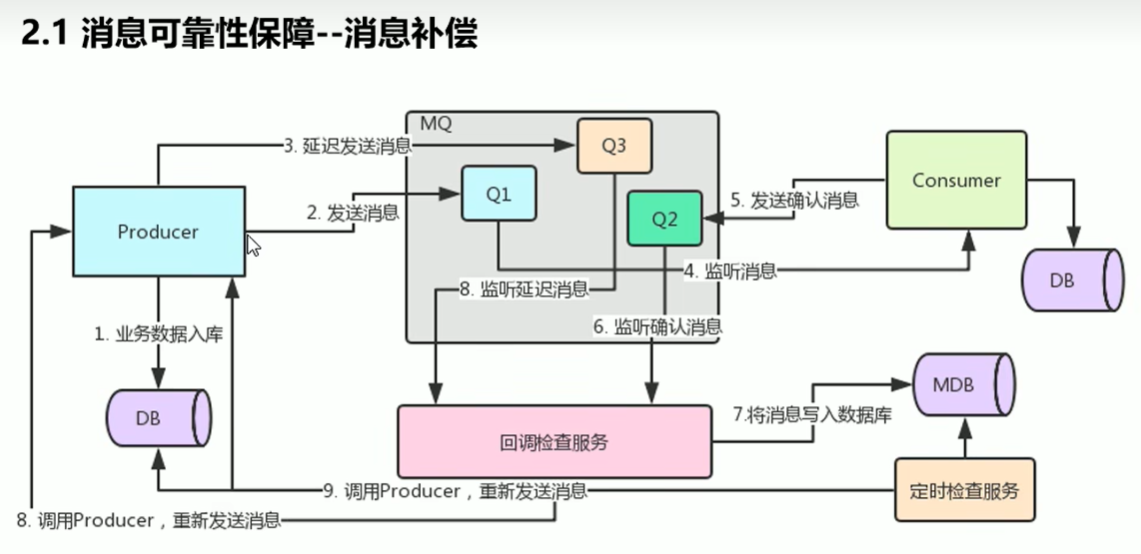 2.1 消息可靠性保障--消息补偿
MQ
3. 延迟发送消息
Q3
Q1
Q2
2. 发送消息
5. 发送确认消息
Consumer
Producer
4. 监听消息
DB
8. 监听延迟消息
6. 监听确认消息
1. 业务数据入库
DB
MDB
7.将消息写入数据库
回调检查服务
9. 调用Producer，重新发送消息
定时检查服务
8. 调用Producer，重新发送消息